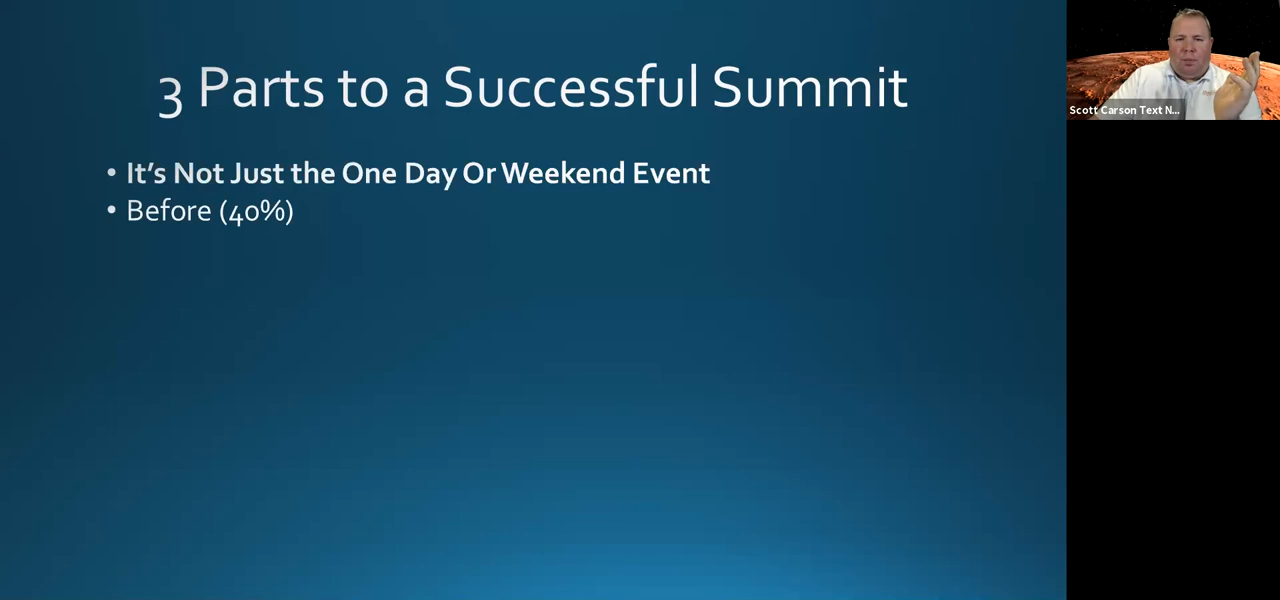 3 Parts to a Successful Summit
• It's Not Just the One Day Or Weekend Event
• Before (40%)
Scott Carson Text N...